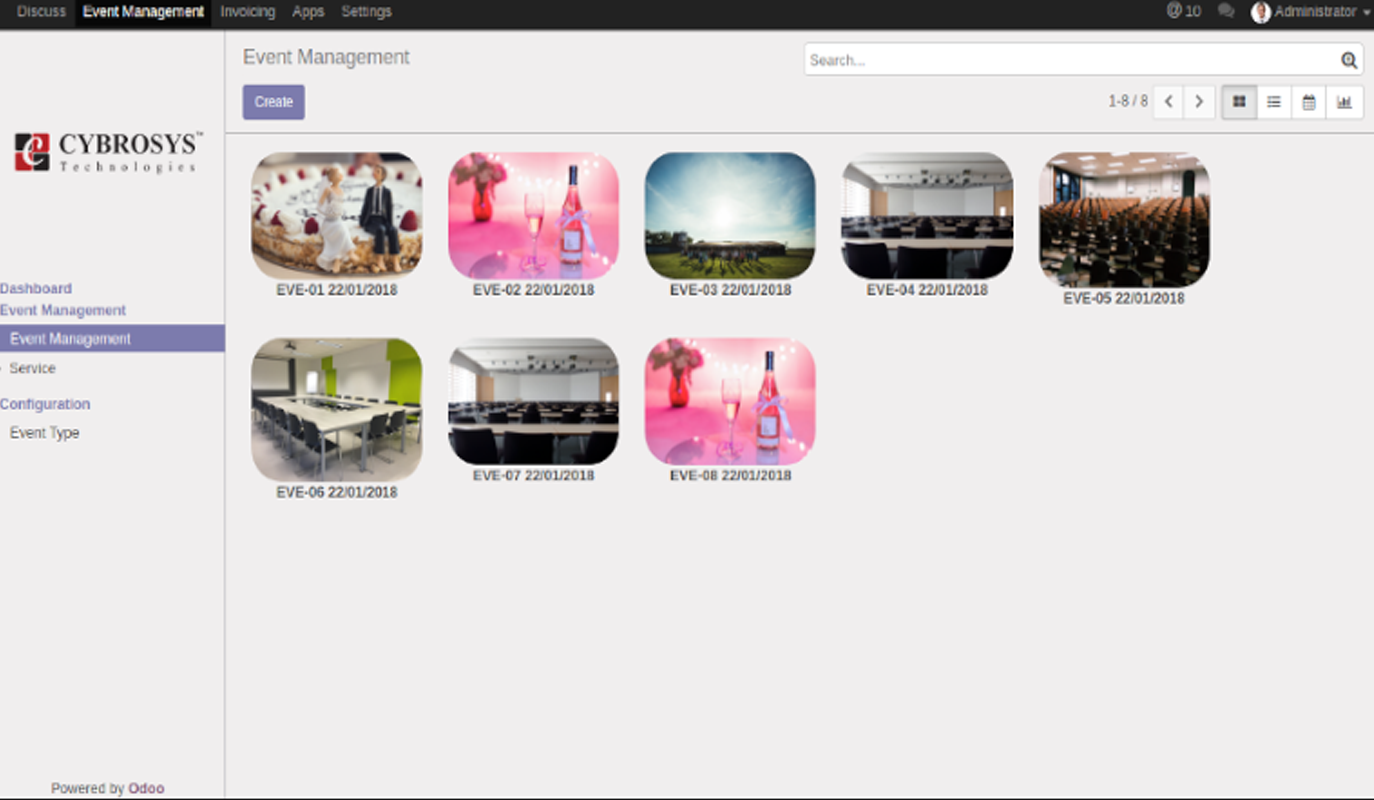 Discuss Event Management Invoicing Apps Settings @ 10 Administrator
Event Management
Search...
Create
1-8 / 8
CYBROSYS™
Technologies
Dashboard
Event Management
Event Management
Service
Configuration
Event Type
EVE-01 22/01/2018
EVE-02 22/01/2018
EVE-03 22/01/2018
EVE-04 22/01/2018
EVE-05 22/01/2018
EVE-06 22/01/2018
EVE-07 22/01/2018
EVE-08 22/01/2018
Powered by Odoo